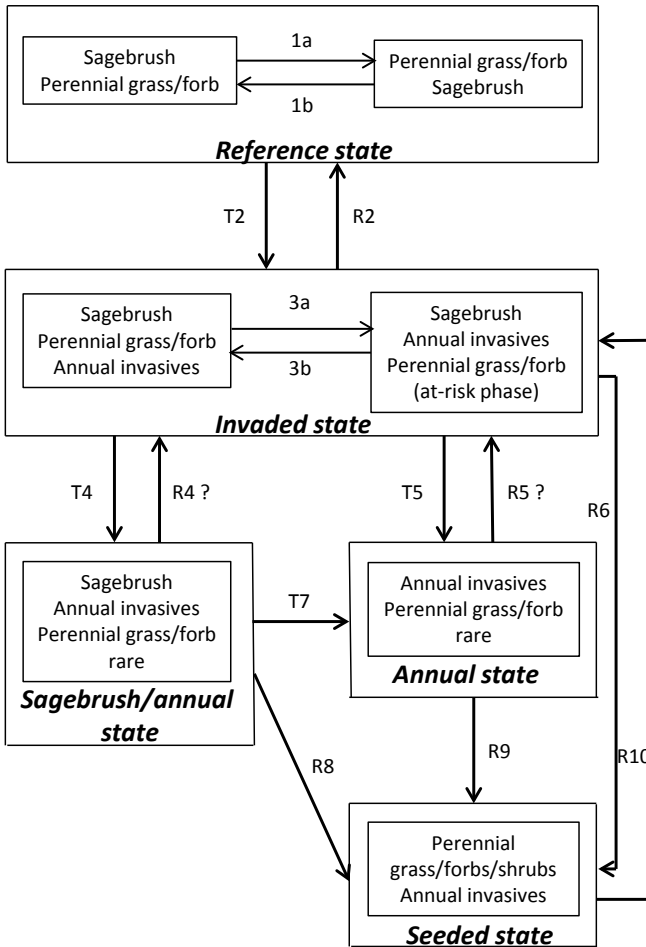 1a
Sagebrush
Perennial grass/forb
Perennial grass/forb
Sagebrush
1b
Reference state
T2
R2
Sagebrush
Perennial grass/forb
Annual invasives
3a
3b
Sagebrush
Annual invasives
Perennial grass/forb
(at-risk phase)
Invaded state
T4
R4 ?
T5
R5 ?
R6
Sagebrush
Annual invasives
Perennial grass/forb
rare
Sagebrush/annual
state
T7
Annual invasives
Perennial grass/forb
rare
Annual state
R8
R9
R10
Perennial
grass/forbs/shrubs
Annual invasives
Seeded state